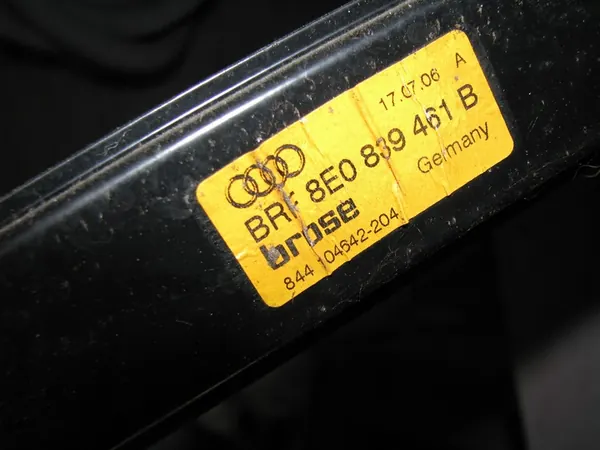 17.07.06 A
BRF 8E0 839 461 B
brose Germany
844 104642-204